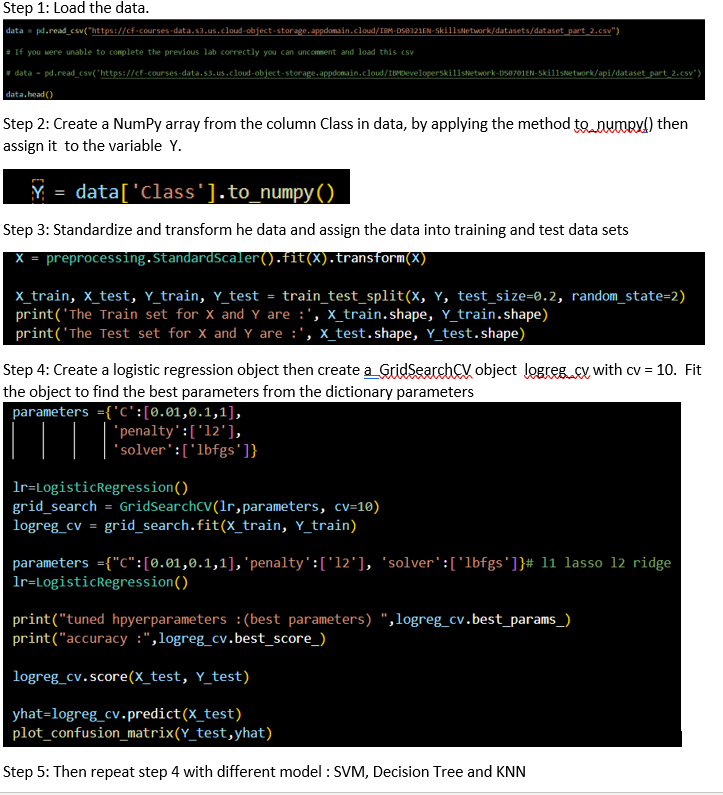 Step 1: Load the data.
data = pd.read_csv("https://cf-courses-data.s3.us.cloud-object-storage.appdomain.cloud/IBM-DS0321EN-SkillsNetwork/datasets/dataset_part_2.csv")
# If you were unable to complete the previous lab correctly you can uncomment and load this csv
# data = pd.read_csv('https://cf-courses-data.s3.us.cloud-object-storage.appdomain.cloud/IBMDeveloperSkillsNetwork-DS0701EN-SkillsNetwork/api/dataset_part_2.csv')
data.head()
Step 2: Create a NumPy array from the column Class in data, by applying the method to_numpy() then
assign it  to the variable  Y.
Y = data['Class'].to_numpy()
Step 3: Standardize and transform he data and assign the data into training and test data sets
X = preprocessing.StandardScaler().fit(X).transform(X)
X_train, X_test, Y_train, Y_test = train_test_split(X, Y, test_size=0.2, random_state=2)
print('The Train set for X and Y are :', X_train.shape, Y_train.shape)
print('The Test set for X and Y are :', X_test.shape, Y_test.shape)
Step 4: Create a logistic regression object then create a GridSearchCV object  logreg_cv with cv = 10.  Fit
the object to find the best parameters from the dictionary parameters
parameters ={'C':[0.01,0.1,1],
'penalty':['l2'],
'solver':['lbfgs']}
lr=LogisticRegression()
grid_search = GridSearchCV(lr,parameters, cv=10)
logreg_cv = grid_search.fit(X_train, Y_train)
parameters ={"C":[0.01,0.1,1],'penalty':['l2'], 'solver':['lbfgs']}# l1 lasso l2 ridge
lr=LogisticRegression()
print("tuned hpyerparameters :(best parameters) ",logreg_cv.best_params_)
print("accuracy :",logreg_cv.best_score_)
logreg_cv.score(X_test, Y_test)
yhat=logreg_cv.predict(X_test)
plot_confusion_matrix(Y_test,yhat)
Step 5: Then repeat step 4 with different model : SVM, Decision Tree and KNN